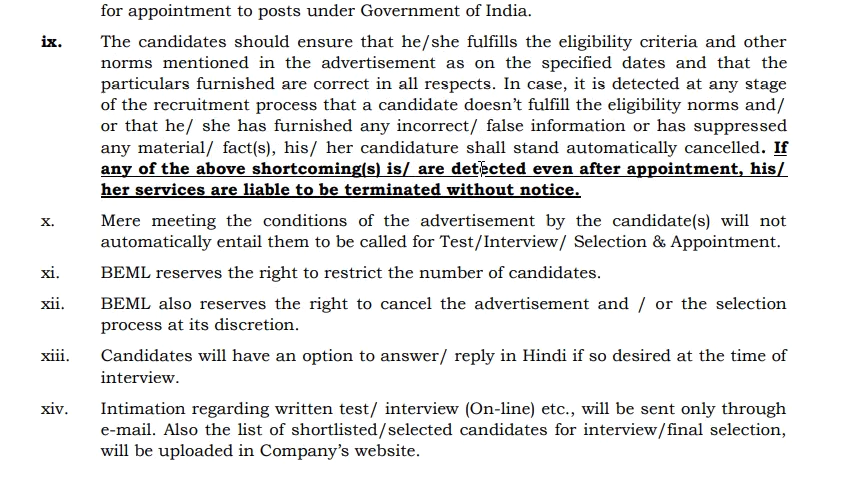 for appointment to posts under Government of India.
ix. The candidates should ensure that he/she fulfills the eligibility criteria and other
norms mentioned in the advertisement as on the specified dates and that the
particulars furnished are correct in all respects. In case, it is detected at any stage
of the recruitment process that a candidate doesn’t fulfill the eligibility norms and/
or that he/ she has furnished any incorrect/ false information or has suppressed
any material/ fact(s), his/ her candidature shall stand automatically cancelled. If
any of the above shortcoming(s) is/ are detected even after appointment, his/
her services are liable to be terminated without notice.
x. Mere meeting the conditions of the advertisement by the candidate(s) will not
automatically entail them to be called for Test/Interview/ Selection & Appointment.
xi. BEML reserves the right to restrict the number of candidates.
xii. BEML also reserves the right to cancel the advertisement and / or the selection
process at its discretion.
xiii. Candidates will have an option to answer/ reply in Hindi if so desired at the time of
interview.
xiv. Intimation regarding written test/ interview (On-line) etc., will be sent only through
e-mail. Also the list of shortlisted/selected candidates for interview/final selection,
will be uploaded in Company’s website.